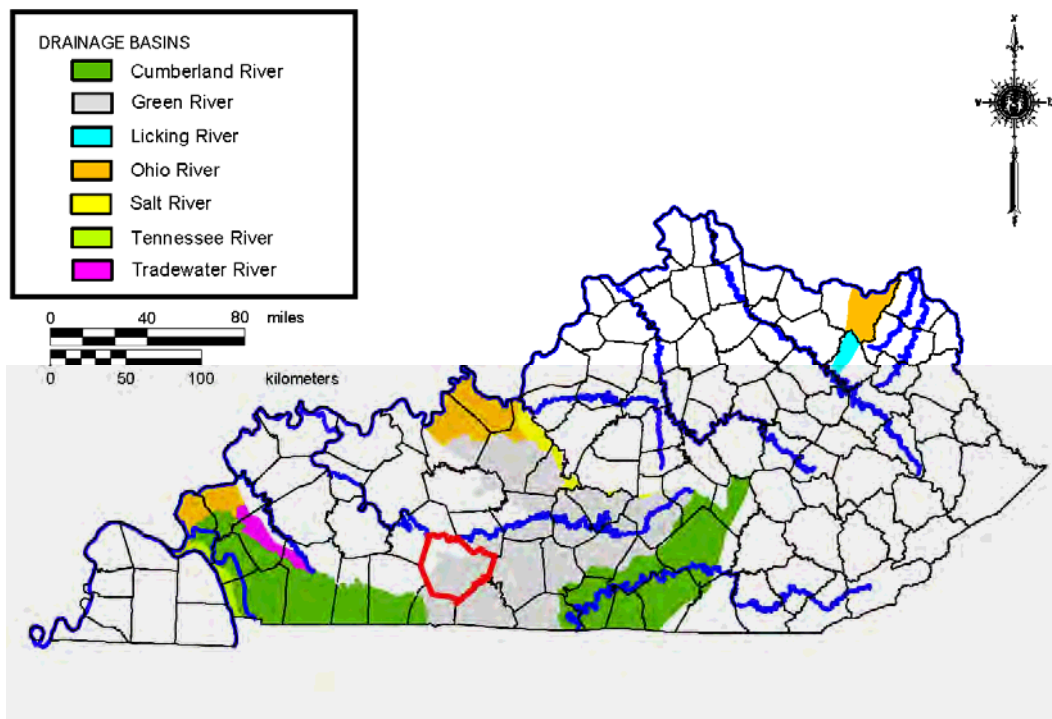 DRAINAGE BASINS
Cumberland River
Green River
Licking River
Ohio River
Salt River
Tennessee River
Tradewater River
0 40 80 miles
0 50 100 kilometers